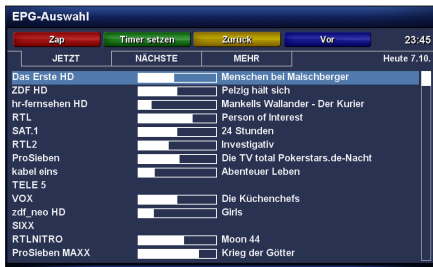 EPG-Auswahl
Zap Timer setzen Zurück Vor 23:45
JETZT NÄCHSTE MEHR Heute 7.10.
Das Erste HD Menschen bei Maischberger
ZDF HD Pelzig hält sich
hr-fernsehen HD Mankells Wallander - Der Kurier
RTL Person of Interest
SAT.1 24 Stunden
RTL2 Investigativ
ProSieben Die TV total Pokerstars.de-Nacht
kabel eins Abenteuer Leben
TELE 5
VOX Die Küchenchefs
zdf_neo HD Girls
SIXX
RTLNITRO Moon 44
ProSieben MAXX Krieg der Götter